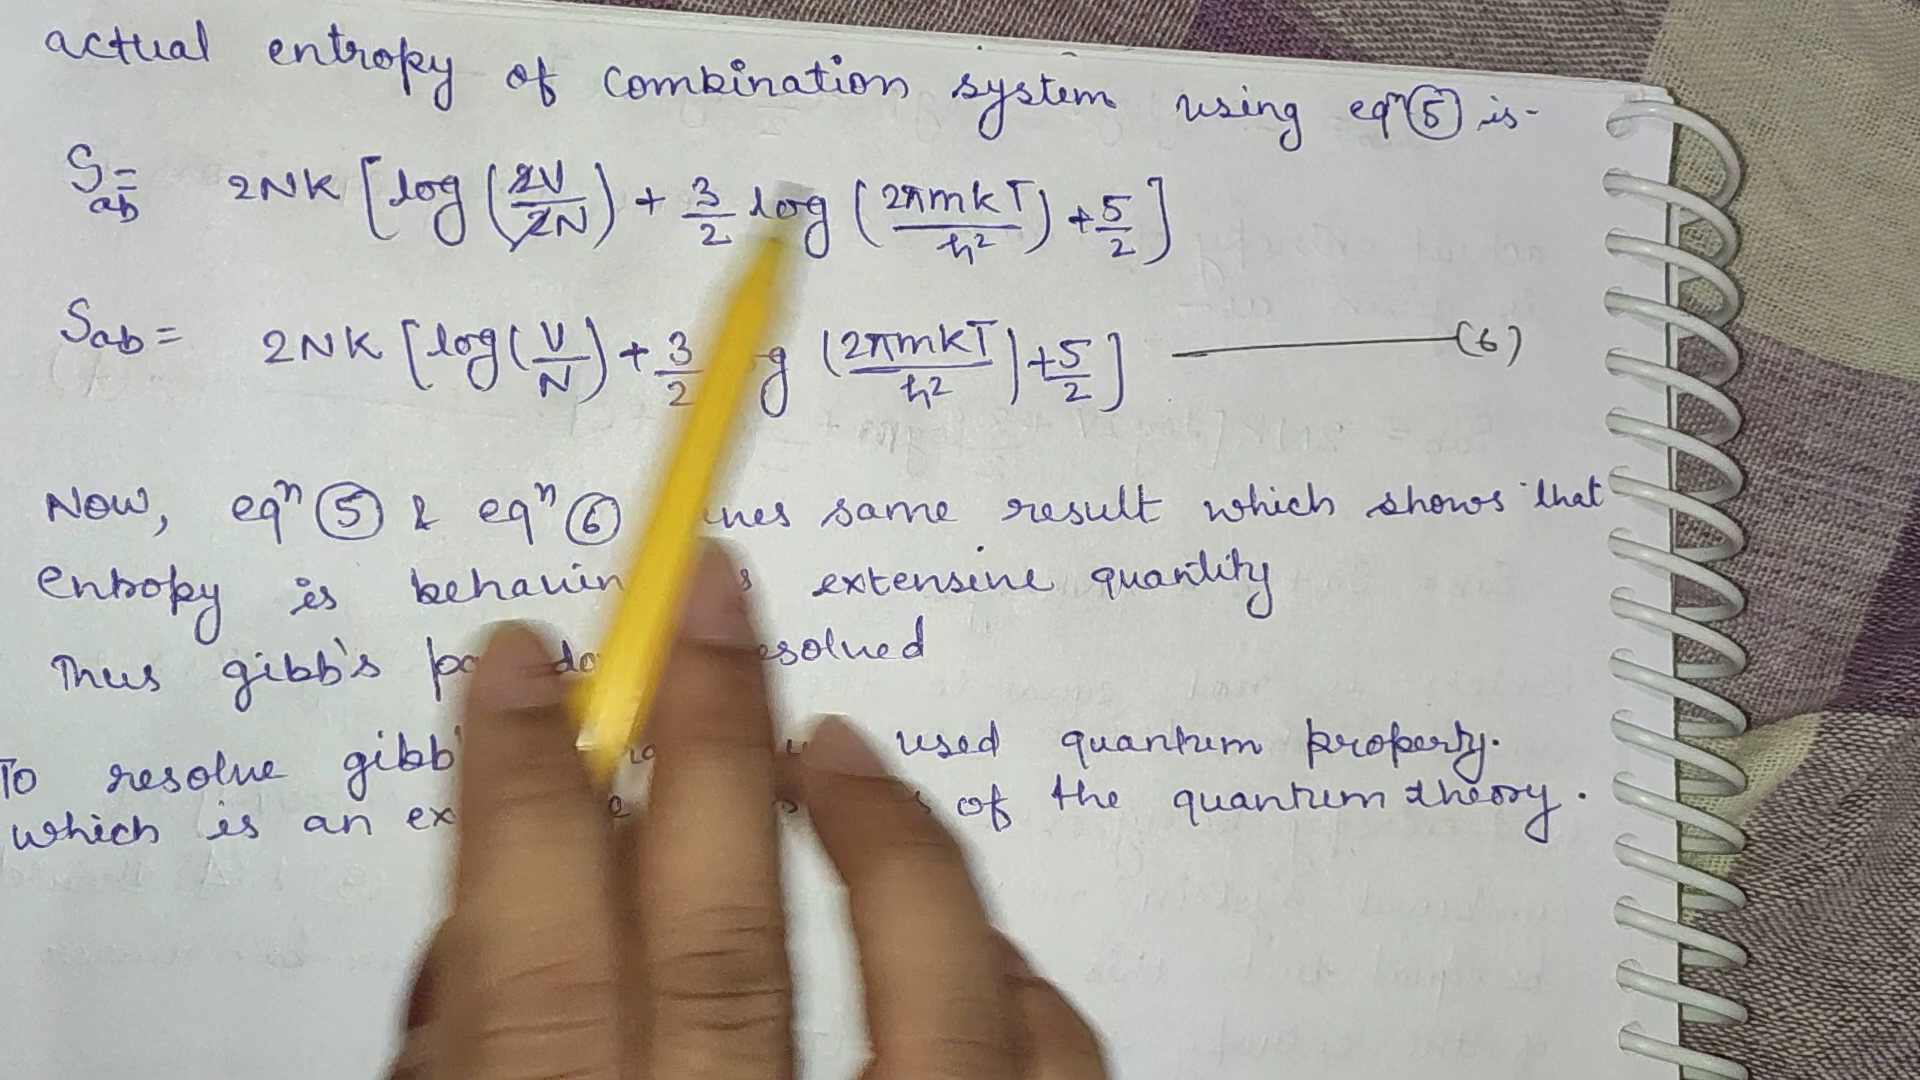 actual entropy of combination system using eqⁿ (5) is-
S_ab = 2NK [log (2V/2N) + 3/2 log (2πmkT/h²) + 5/2]
S_ab = 2NK [log (V/N) + 3/2 (2πmkT/h²) + 5/2] (6)
Now, eqⁿ (5) & eqⁿ (6) same result which shows that
entropy is extensive quantity
Thus gibb's
To resolve used quantum property.
which is an of the quantum theory.